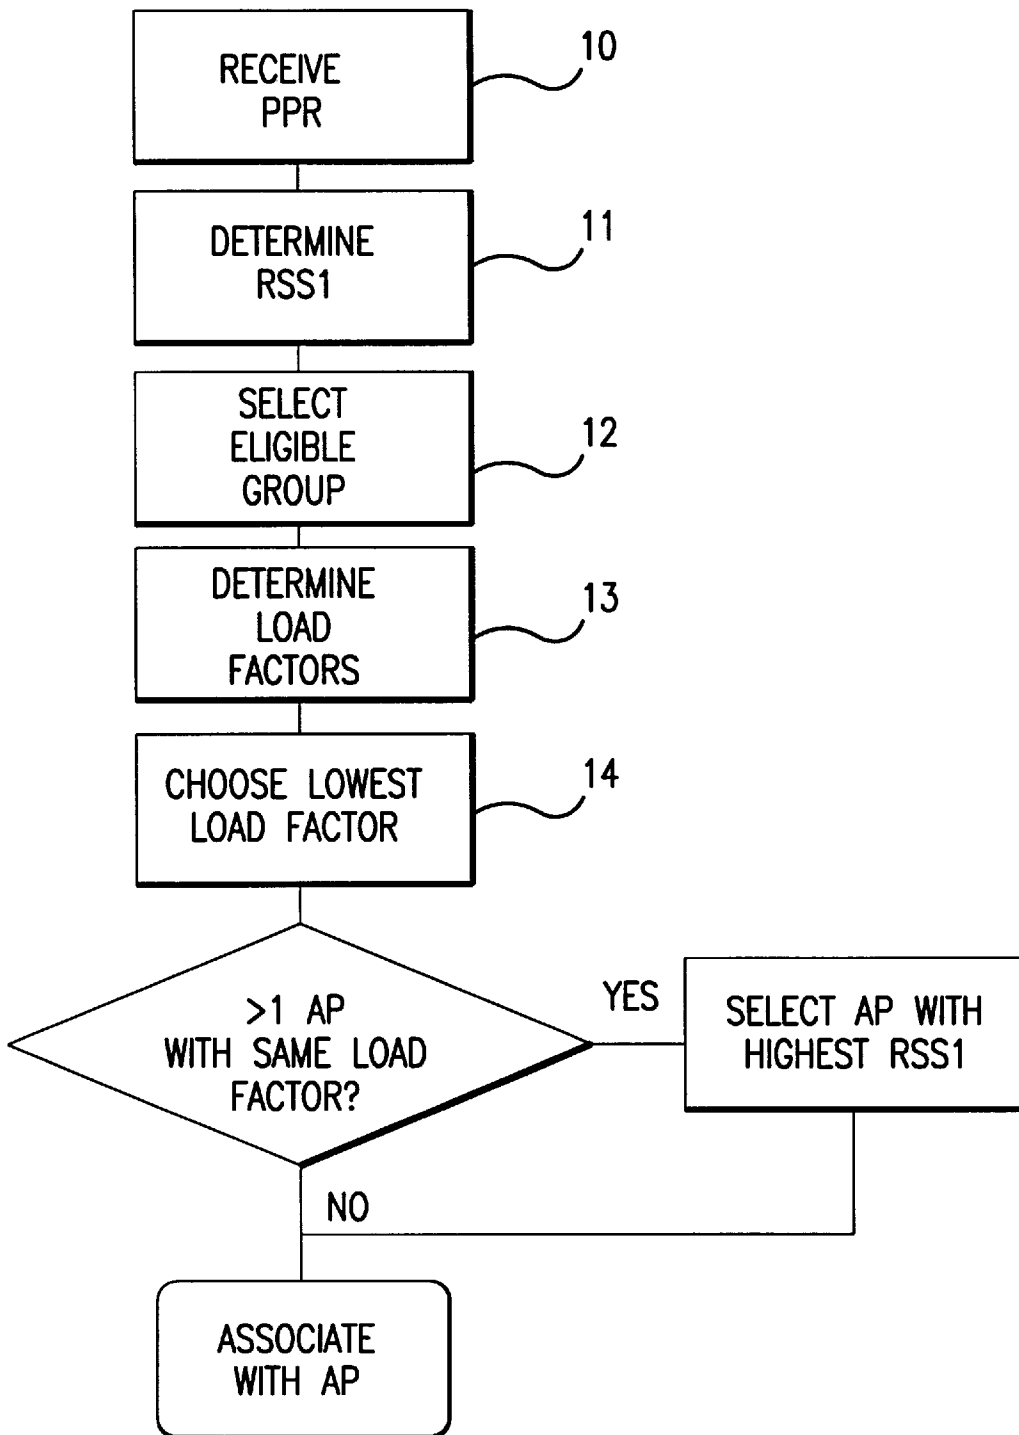 RECEIVE
PPR
10
DETERMINE
RSS1
11
SELECT
ELIGIBLE
GROUP
12
DETERMINE
LOAD
FACTORS
13
CHOOSE LOWEST
LOAD FACTOR
14
>1 AP
WITH SAME LOAD
FACTOR?
YES
SELECT AP WITH
HIGHEST RSS1
NO
ASSOCIATE
WITH AP